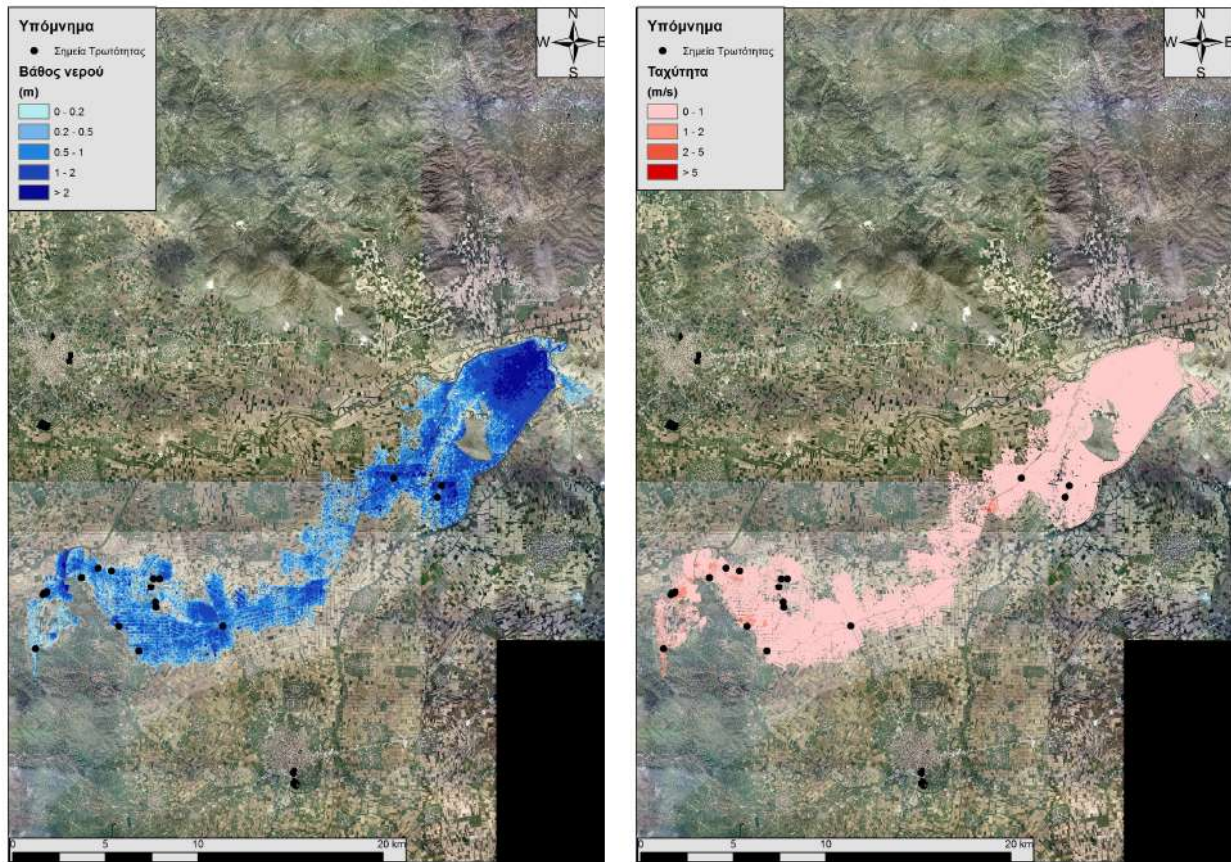 Υπόμνημα
Σημεία Τρωτότητας
Βάθος νερού
(m)
0 - 0.2
0.2 - 0.5
0.5 - 1
1 - 2
> 2
N
W E
S
0 5 10 20 km
Υπόμνημα
Σημεία Τρωτότητας
Ταχύτητα
(m/s)
0 - 1
1 - 2
2 - 5
> 5
N
W E
S
0 5 10 20 km